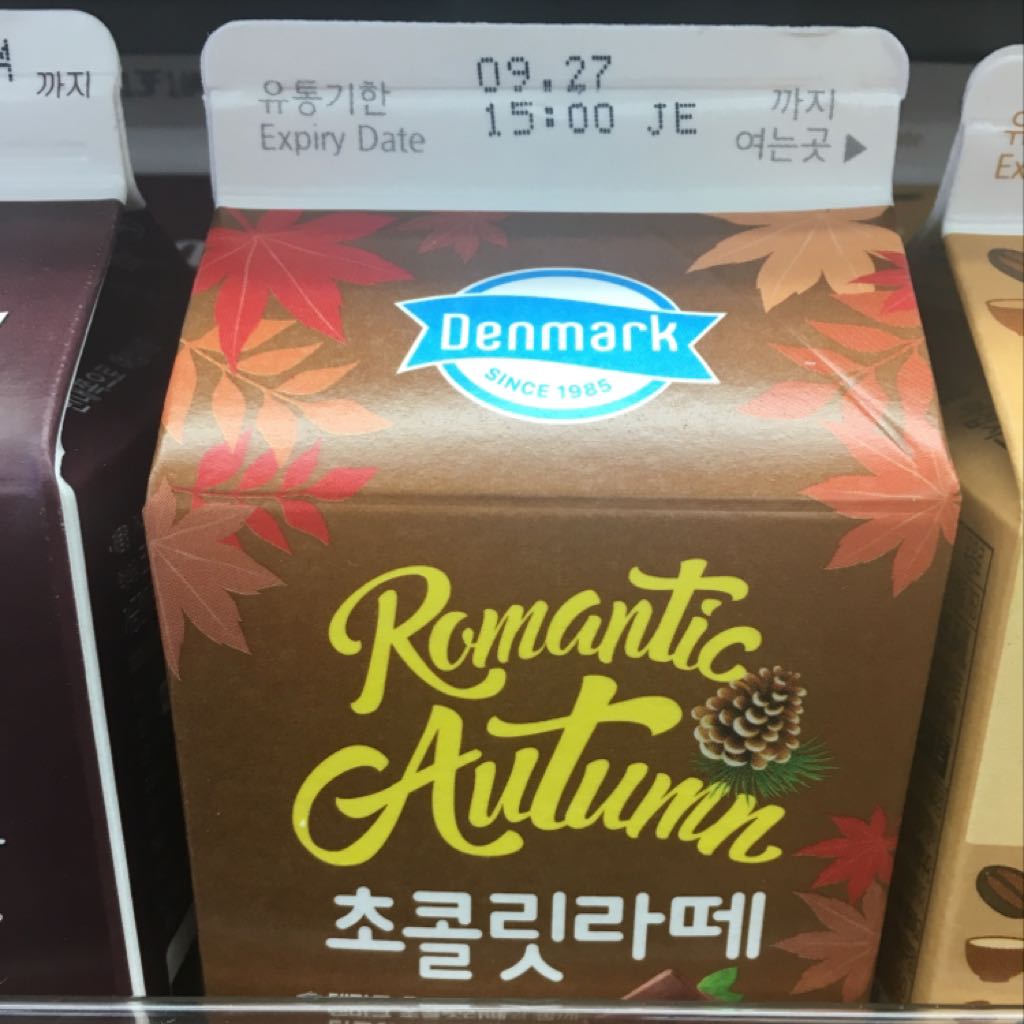 까지
유통기한
Expiry Date
09.27
15:00 JE
까지
여는곳 ▶
Denmark
SINCE 1985
Romantic
Autumn
초콜릿라떼